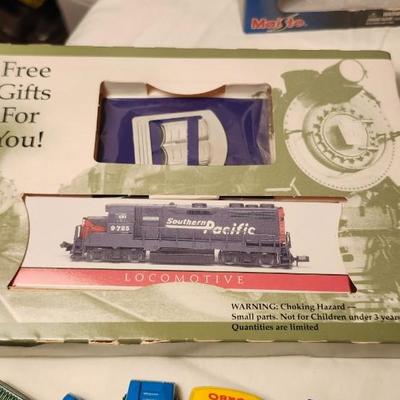 Maisto
Free
Gifts
For
You!
Southern
Pacific
9725
LOCOMOTIVE
WARNING: Choking Hazard -
Small parts. Not for Children under 3 years
Quantities are limited